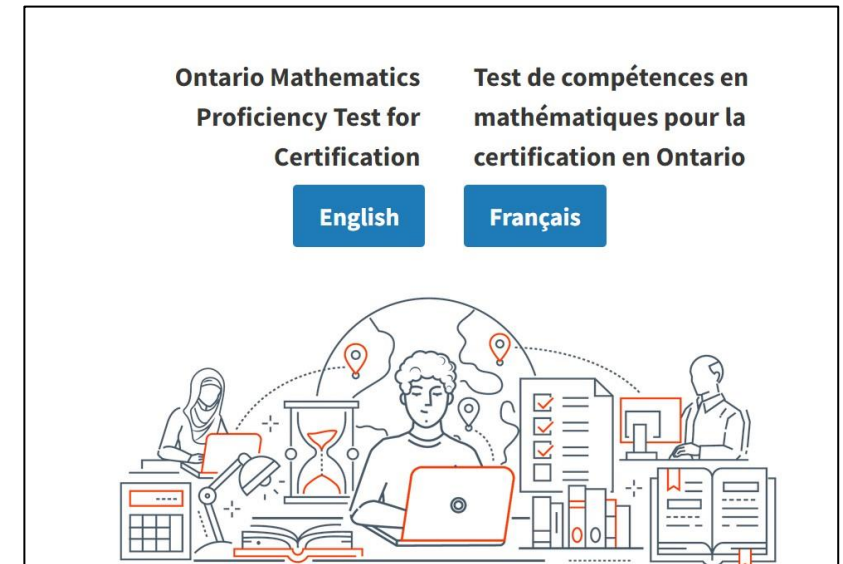 Ontario Mathematics
Proficiency Test for
Certification
English
Test de compétences en
mathématiques pour la
certification en Ontario
Français